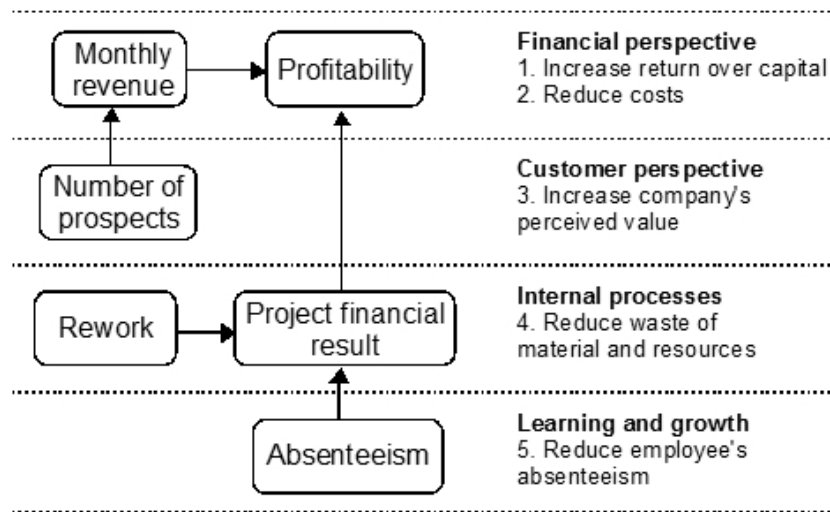 Monthly
revenue
Profitability
Financial perspective
1. Increase return over capital
2. Reduce costs
Number of
prospects
Customer perspective
3. Increase company's
perceived value
Rework
Project financial
result
Internal processes
4. Reduce waste of
material and resources
Absenteeism
Learning and growth
5. Reduce employee's
absenteeism